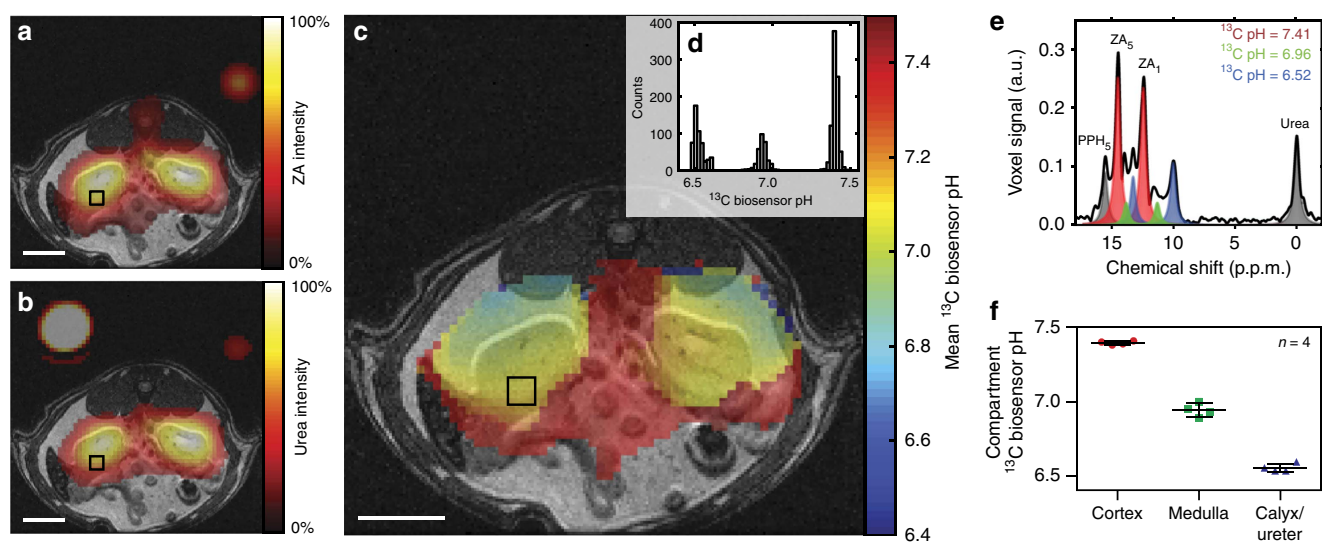 a
100%
ZA intensity
0%
b
100%
Urea intensity
0%
c
d
400
300
200
100
0
Counts
6.5
7.0
7.5
¹³C biosensor pH
7.4
7.2
7.0
6.8
6.6
6.4
Mean ¹³C biosensor pH
e
0.3
0.2
0.1
0.0
Voxel signal (a.u.)
ZA₅
ZA₁
PPH₅
Urea
¹³C pH = 7.41
¹³C pH = 6.96
¹³C pH = 6.52
15
10
5
0
Chemical shift (p.p.m.)
f
7.5
7.0
6.5
Compartment
¹³C biosensor pH
n = 4
Cortex
Medulla
Calyx/
ureter